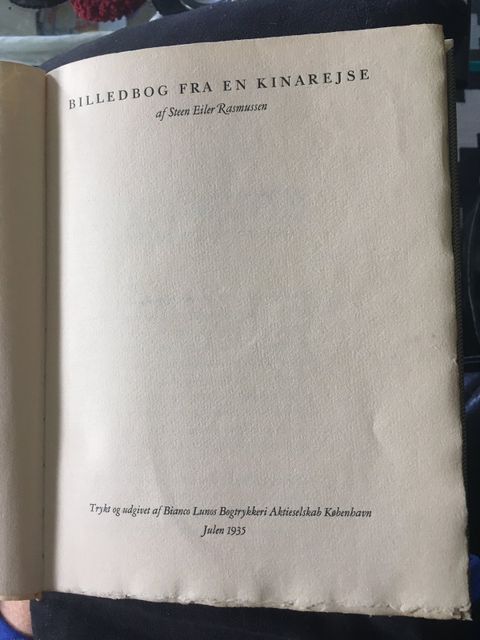 BILLEDBOG FRA EN KINAREJSE
af Steen Eiler Rasmussen
Trykt og udgivet af Bianco Lunos Bogtrykkeri Aktieselskab København
Julen 1935